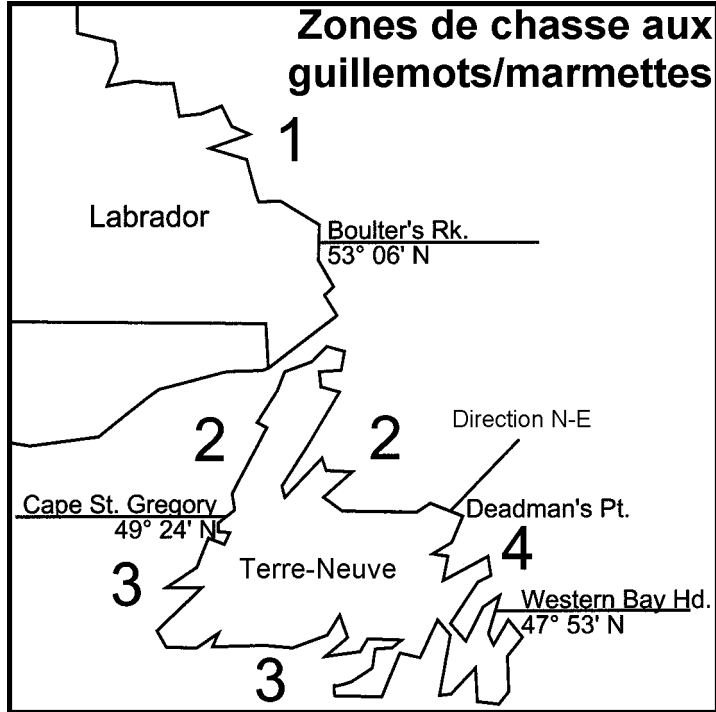 Zones de chasse aux
guillemots/marmettes
1
Labrador
Boulter's Rk.
53° 06' N
2
2
Direction N-E
Cape St. Gregory
49° 24' N
Deadman's Pt.
4
3
Terre-Neuve
Western Bay Hd.
47° 53' N
3